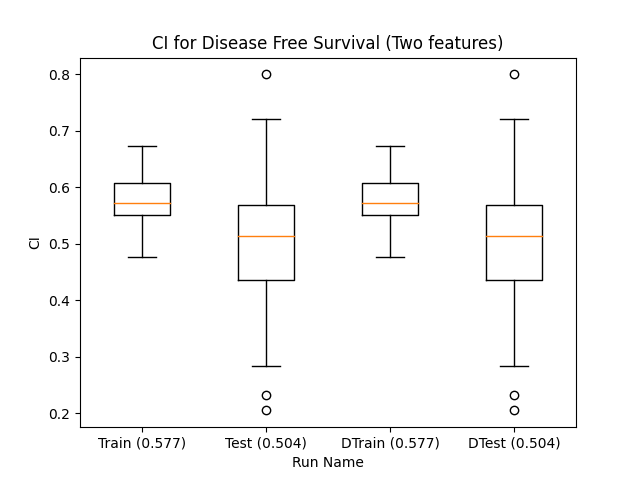 CI for Disease Free Survival (Two features)
CI
0.8
0.7
0.6
0.5
0.4
0.3
0.2
Train (0.577) Test (0.504) DTrain (0.577) DTest (0.504)
Run Name